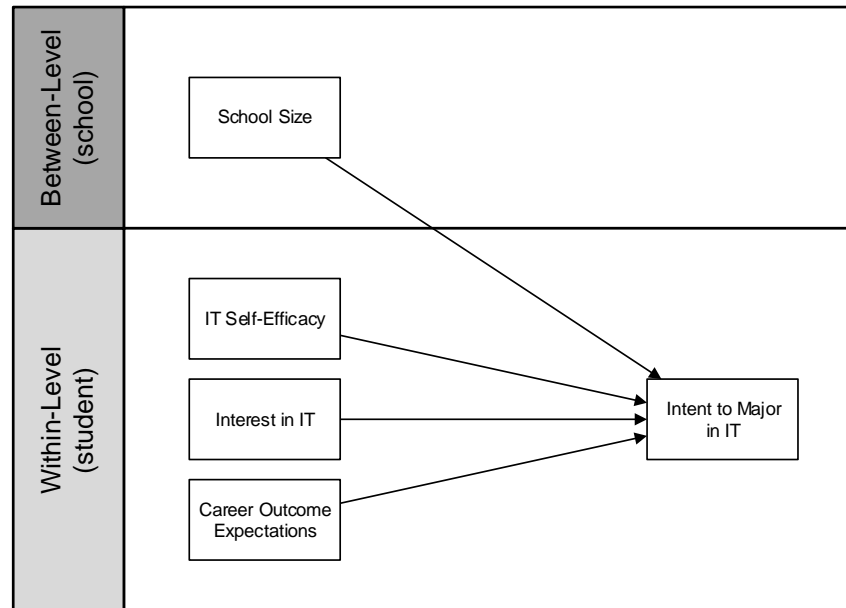 Between-Level
(school)
School Size
Within-Level
(student)
IT Self-Efficacy
Interest in IT
Career Outcome
Expectations
Intent to Major
in IT